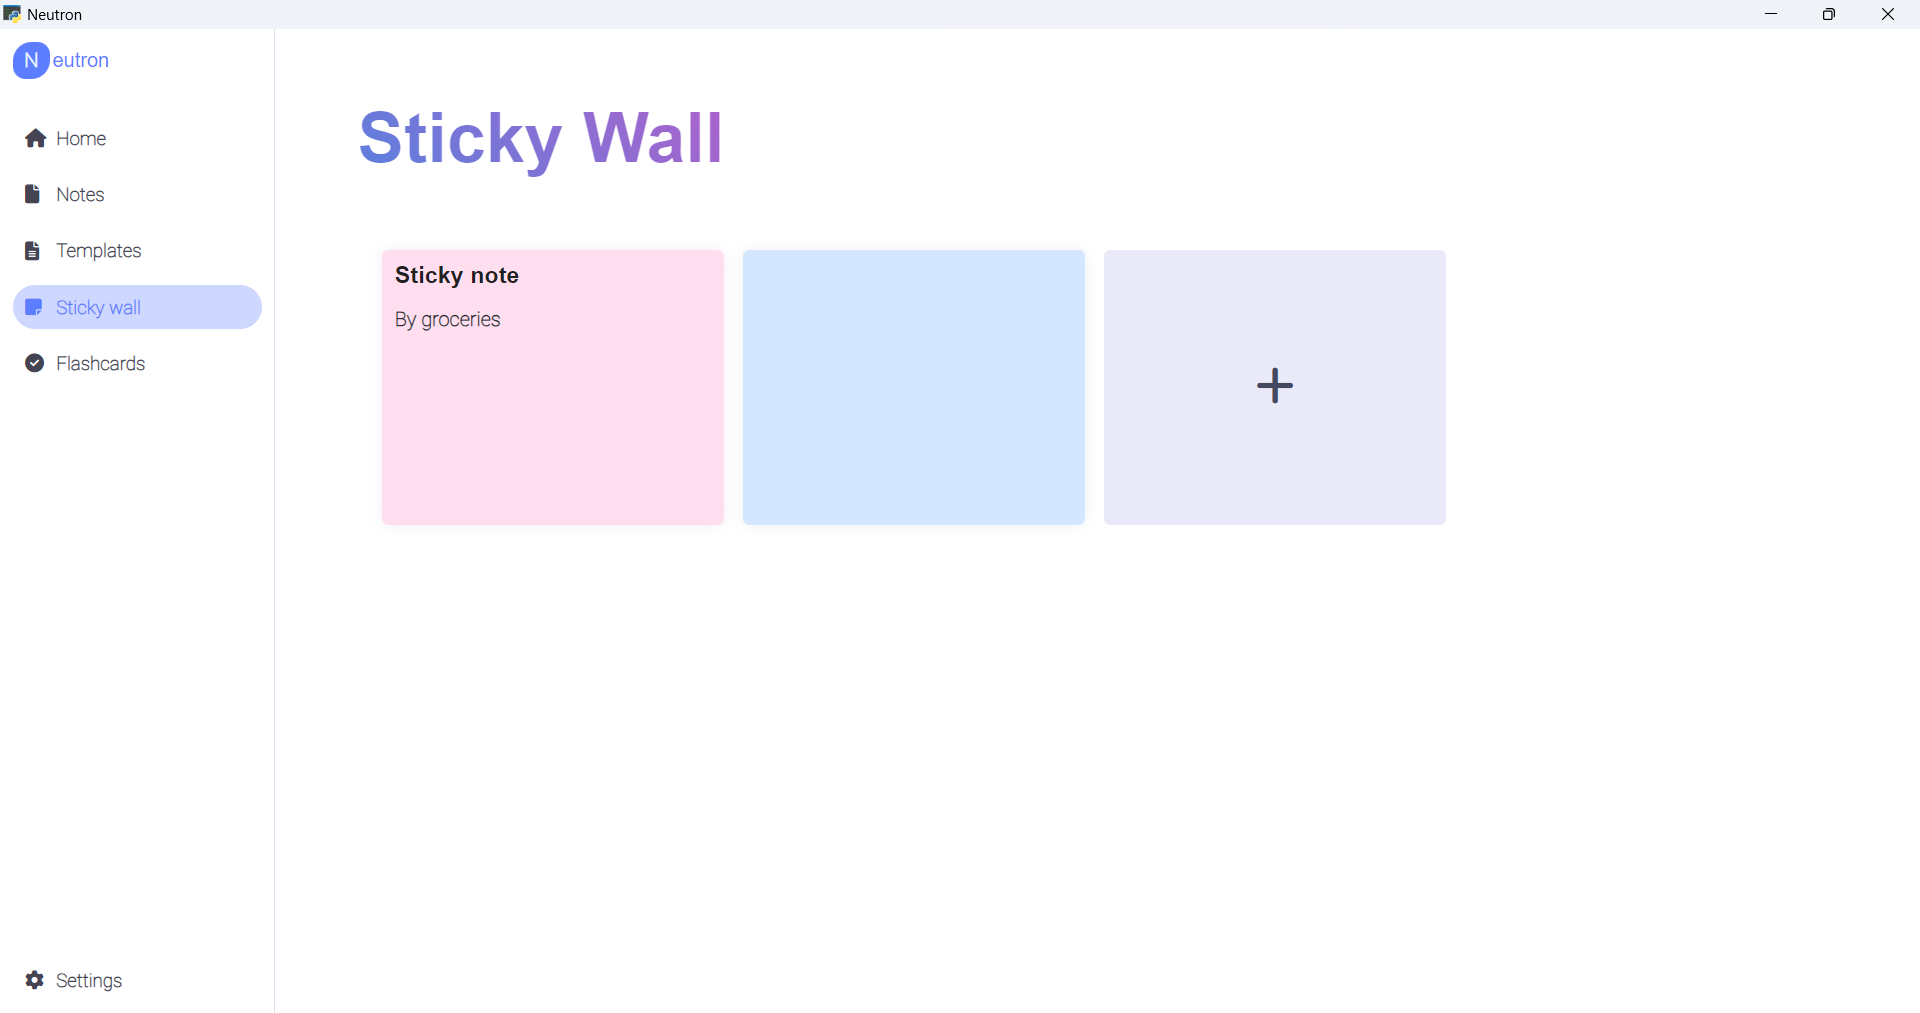 Neutron
Neutron
Home
Notes
Templates
Sticky wall
Flashcards
Settings
Sticky Wall
Sticky note
By groceries